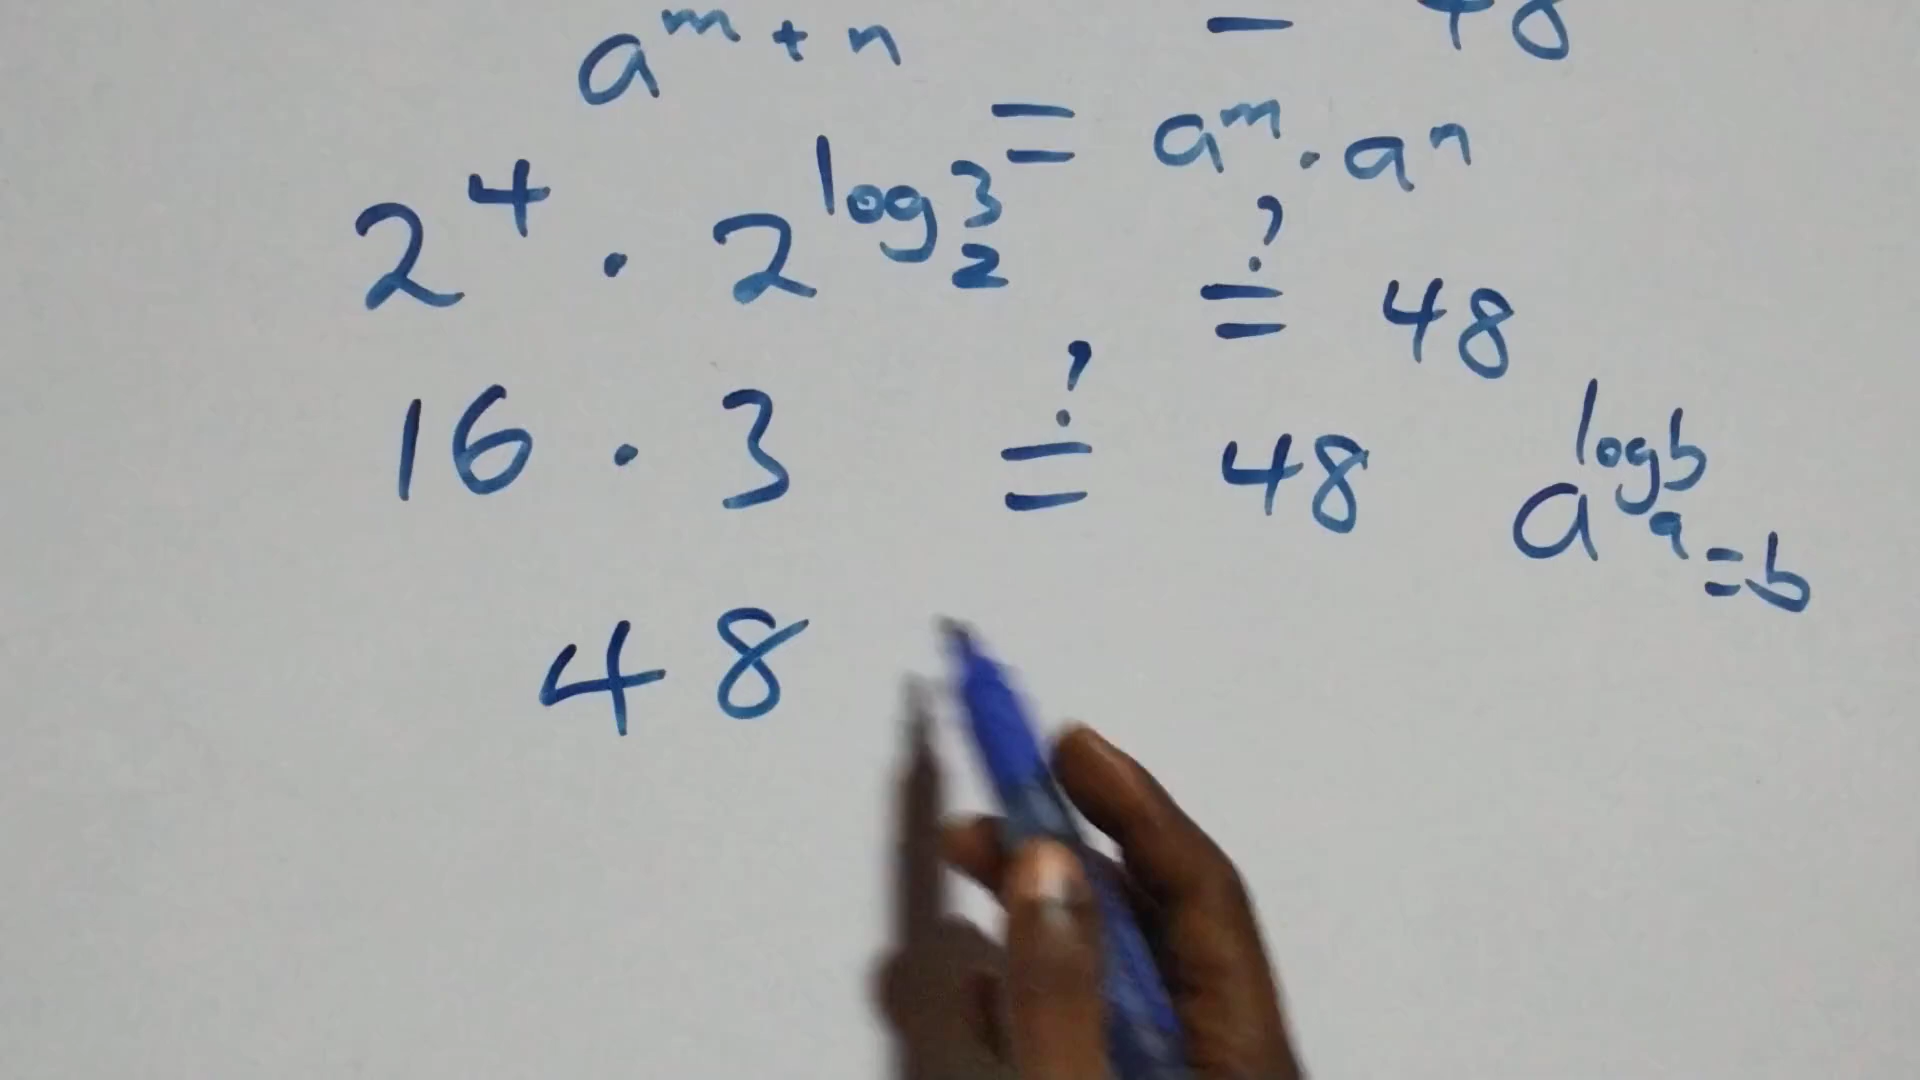 a^{m + n} = a^m · a^n
= 48
2^4 · 2^{log_2 3} ≟ 48
16 · 3 ≟ 48
a^{log_a b} = b
48